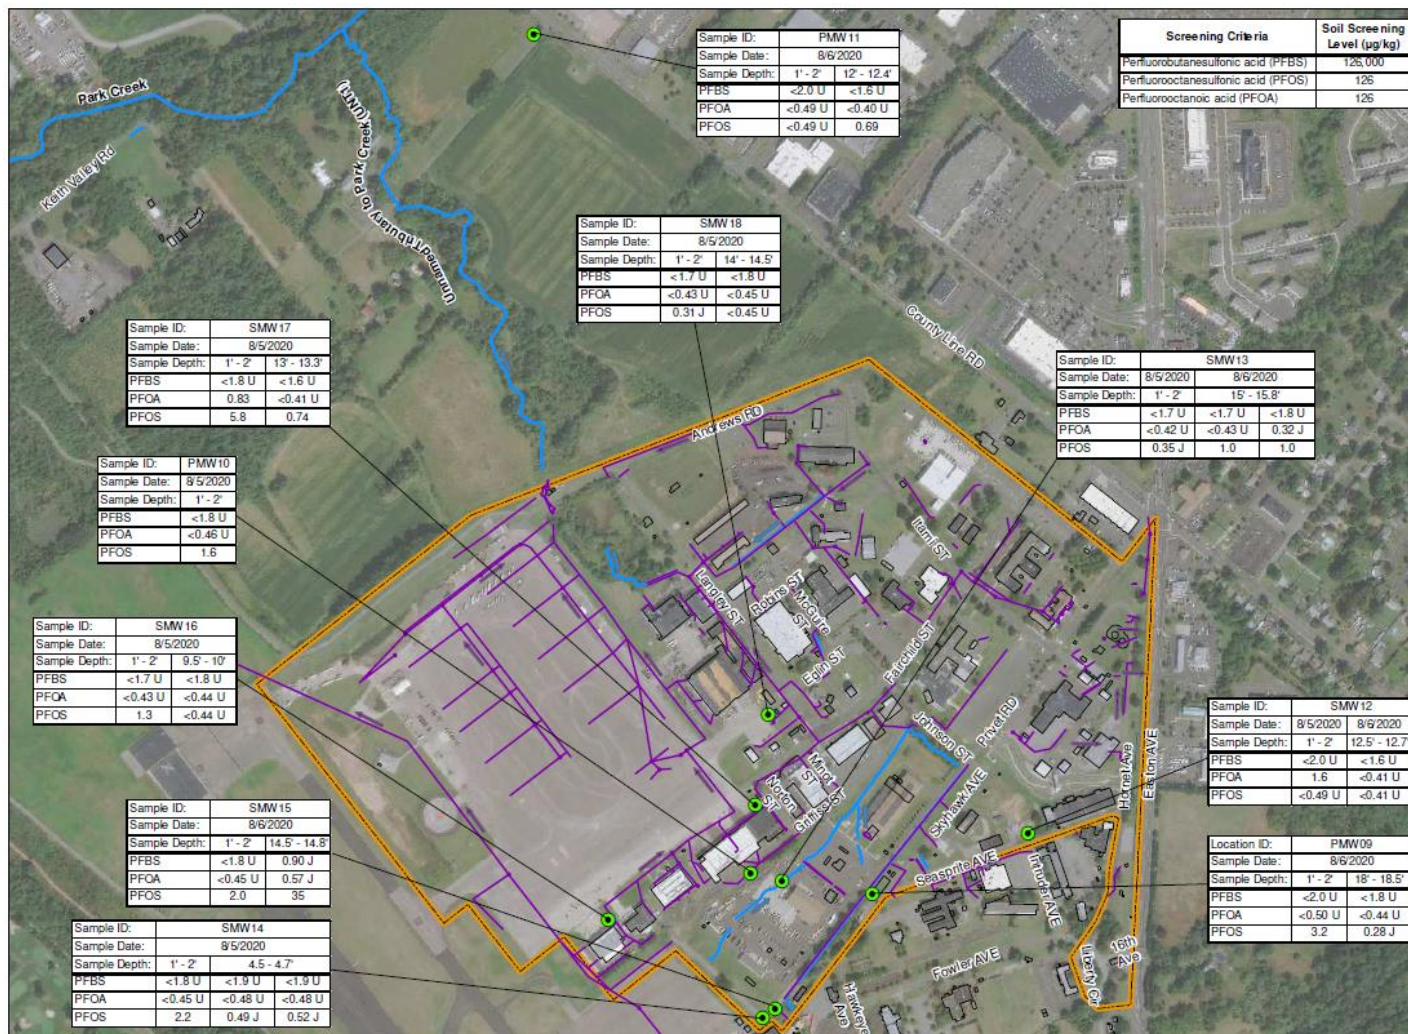 Sample ID: PMW11
Sample Date: 8/6/2020
Sample Depth: 1' - 2' 12' - 12.4'
PFBS <2.0 U <1.6 U
PFOA <0.49 U <0.40 U
PFOS <0.49 U 0.69
Screening Criteria Soil Screening Level (µg/kg)
Perfluorobutanesulfonic acid (PFBS) 126,000
Perfluorooctanesulfonic acid (PFOS) 126
Perfluorooctanoic acid (PFOA) 126
Park Creek
Keith Valley Rd
Unnamed Tributary to Park Creek (UNT1)
Sample ID: SMW18
Sample Date: 8/5/2020
Sample Depth: 1' - 2' 14' - 14.5'
PFBS <1.7 U <1.8 U
PFOA <0.43 U <0.45 U
PFOS 0.31 J <0.45 U
County Line RD
Sample ID: SMW17
Sample Date: 8/5/2020
Sample Depth: 1' - 2' 13' - 13.3'
PFBS <1.8 U <1.6 U
PFOA 0.83 <0.41 U
PFOS 5.8 0.74
Sample ID: SMW13
Sample Date: 8/5/2020 8/6/2020
Sample Depth: 1' - 2' 15' - 15.8'
PFBS <1.7 U <1.7 U <1.8 U
PFOA <0.42 U <0.43 U 0.32 J
PFOS 0.35 J 1.0 1.0
Andrews RD
Sample ID: PMW10
Sample Date: 8/5/2020
Sample Depth: 1' - 2'
PFBS <1.8 U
PFOA <0.46 U
PFOS 1.6
Itami ST
Langley ST
Robins ST
McGuire ST
Eglin ST
Fairchild ST
Sample ID: SMW16
Sample Date: 8/5/2020
Sample Depth: 1' - 2' 9.5' - 10'
PFBS <1.7 U <1.8 U
PFOA <0.43 U <0.44 U
PFOS 1.3 <0.44 U
Johnson ST
Privet RD
Minot ST
Norton ST
Griffiss ST
Skyhawk AVE
Hornet Ave
Easton AVE
Sample ID: SMW12
Sample Date: 8/5/2020 8/6/2020
Sample Depth: 1' - 2' 12.5' - 12.7'
PFBS <2.0 U <1.6 U
PFOA 1.6 <0.41 U
PFOS <0.49 U <0.41 U
Sample ID: SMW15
Sample Date: 8/6/2020
Sample Depth: 1' - 2' 14.5' - 14.8'
PFBS <1.8 U 0.90 J
PFOA <0.45 U 0.57 J
PFOS 2.0 35
Location ID: PMW09
Sample Date: 8/6/2020
Sample Depth: 1' - 2' 18' - 18.5'
PFBS <2.0 U <1.8 U
PFOA <0.50 U <0.44 U
PFOS 3.2 0.28 J
Seasprite AVE
Intruder AVE
Sample ID: SMW14
Sample Date: 8/5/2020
Sample Depth: 1' - 2' 4.5 - 4.7'
PFBS <1.8 U <1.9 U <1.9 U
PFOA <0.45 U <0.48 U <0.48 U
PFOS 2.2 0.49 J 0.52 J
16th Ave
Fowler AVE
Liberty Cir
Hawkeye Ave